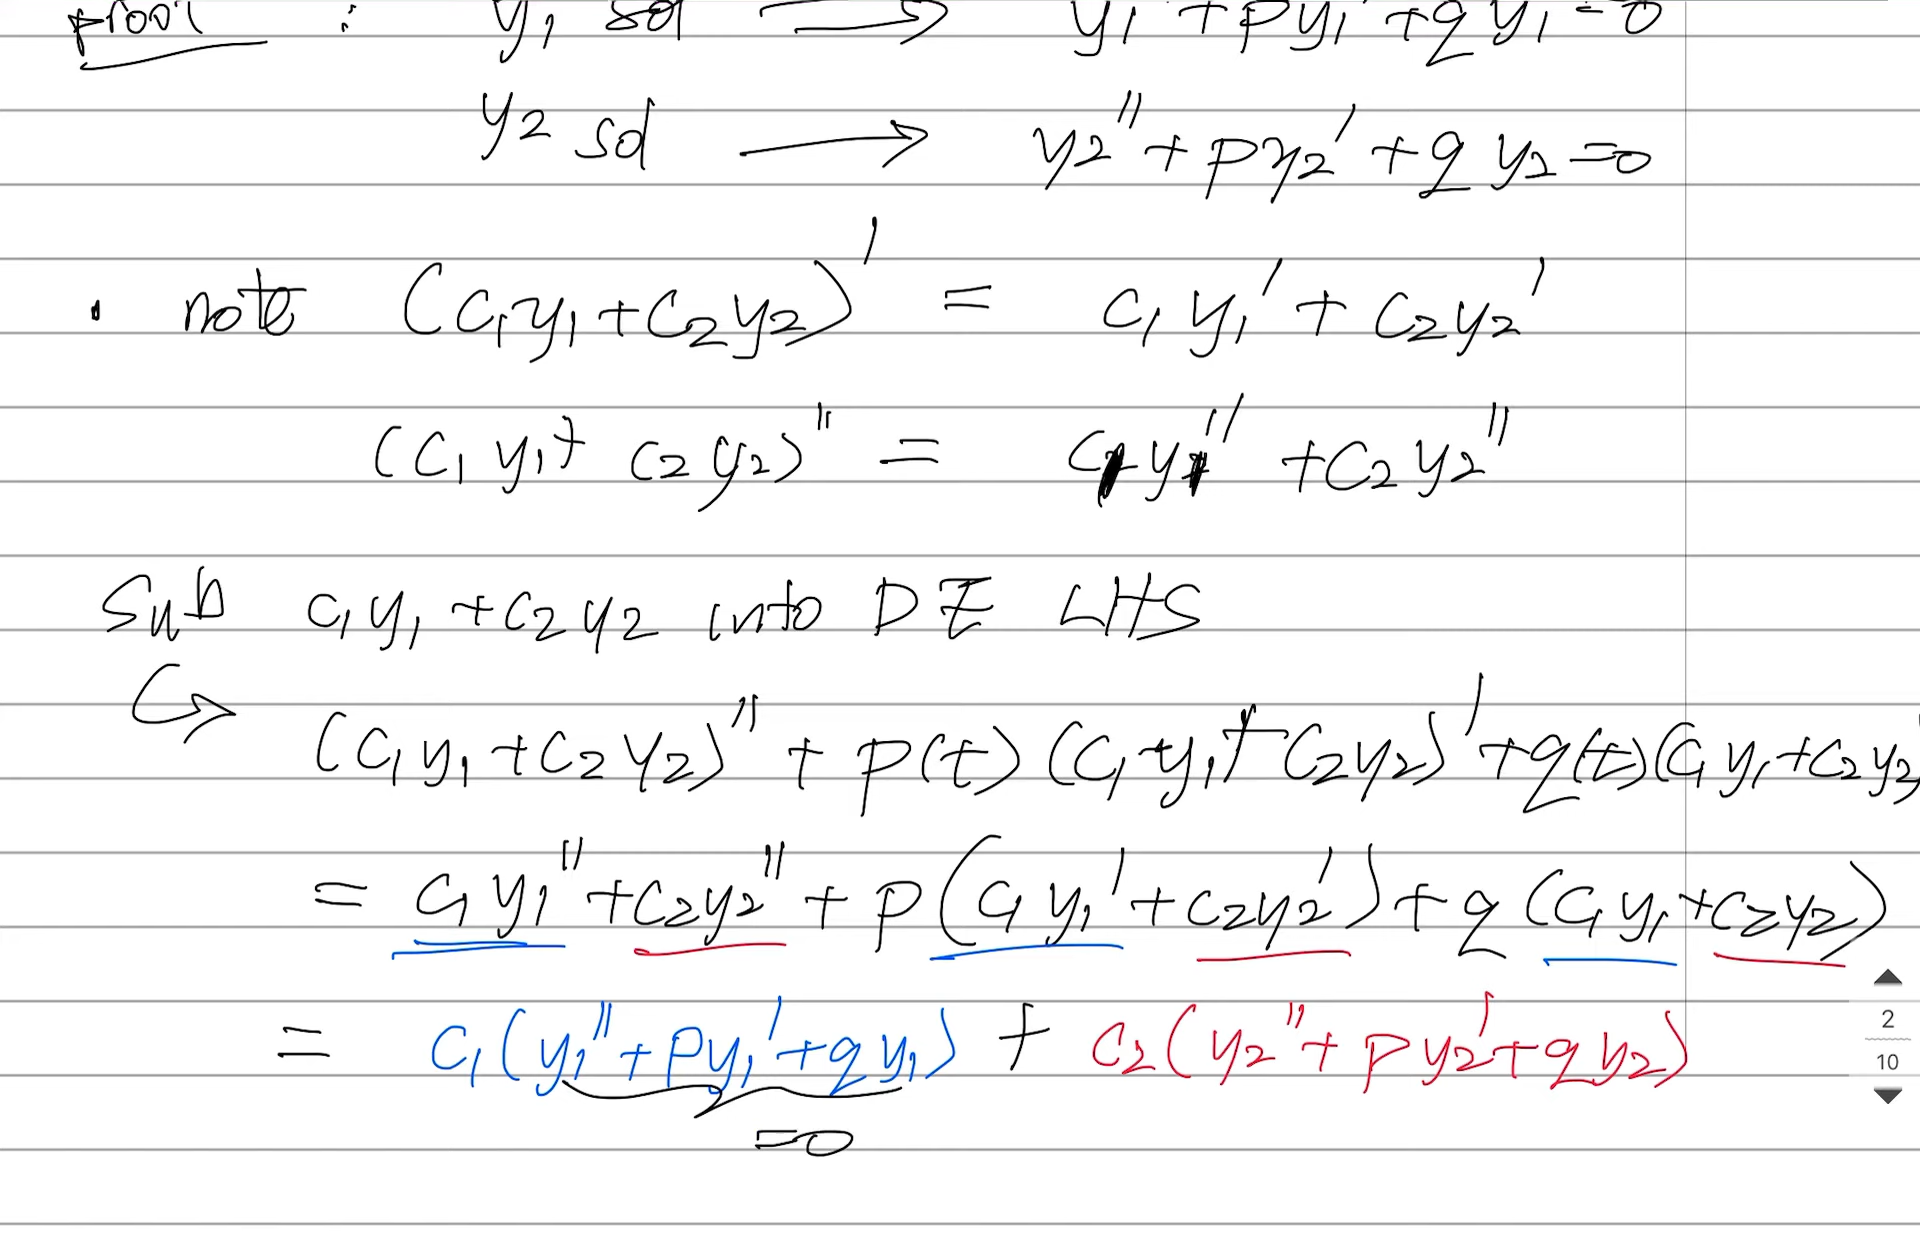 proof : y₁ sol ⟶ y₁'' + py₁' + qy₁ = 0
y₂ sol ⟶ y₂'' + py₂' + qy₂ = 0
• note (c₁y₁ + c₂y₂)' = c₁y₁' + c₂y₂'
(c₁y₁ + c₂y₂)'' = c₁y₁'' + c₂y₂''
Sub c₁y₁ + c₂y₂ into DE LHS
↪ (c₁y₁ + c₂y₂)'' + p(t)(c₁y₁ + c₂y₂)' + q(t)(c₁y₁ + c₂y₂
= c₁y₁'' + c₂y₂'' + p(c₁y₁' + c₂y₂') + q(c₁y₁ + c₂y₂)
= c₁(y₁'' + py₁' + qy₁) + c₂(y₂'' + py₂' + qy₂)
=0
2
10